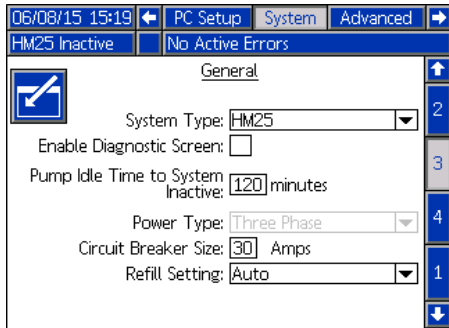 06/08/15 15:19 PC Setup System Advanced
HM25 Inactive No Active Errors
General
2
System Type: HM25
Enable Diagnostic Screen:
3
Pump Idle Time to System
Inactive: 120 minutes
Power Type: Three Phase
4
Circuit Breaker Size: 30 Amps
Refill Setting: Auto
1